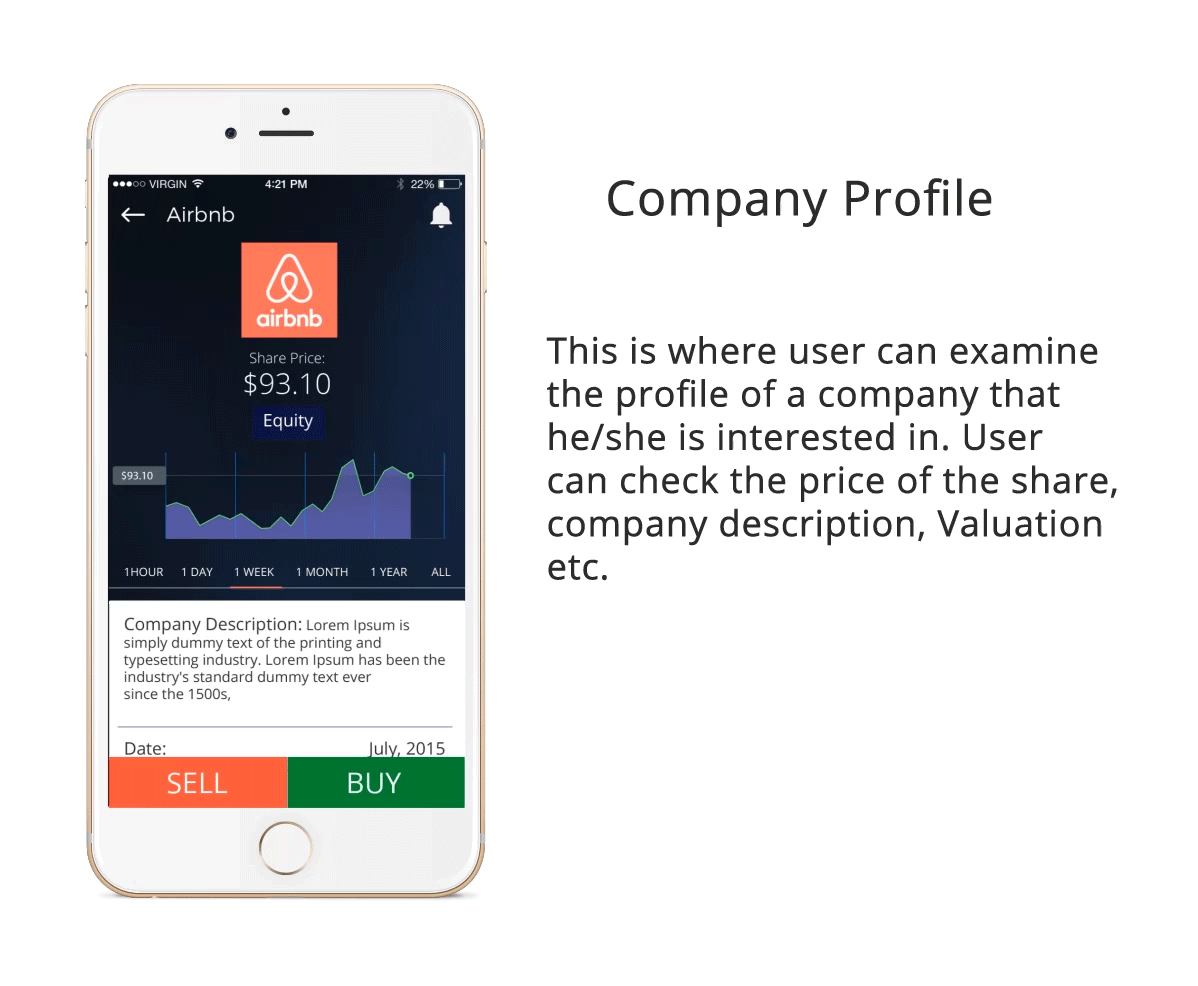 VIRGIN 4:21 PM 22%
Airbnb
airbnb
Share Price:
$93.10
Equity
$93.10
1HOUR 1 DAY 1 WEEK 1 MONTH 1 YEAR ALL
Company Description: Lorem Ipsum is
simply dummy text of the printing and
typesetting industry. Lorem Ipsum has been the
industry's standard dummy text ever
since the 1500s,
Date: July, 2015
SELL BUY
Company Profile
This is where user can examine
the profile of a company that
he/she is interested in. User
can check the price of the share,
company description, Valuation
etc.